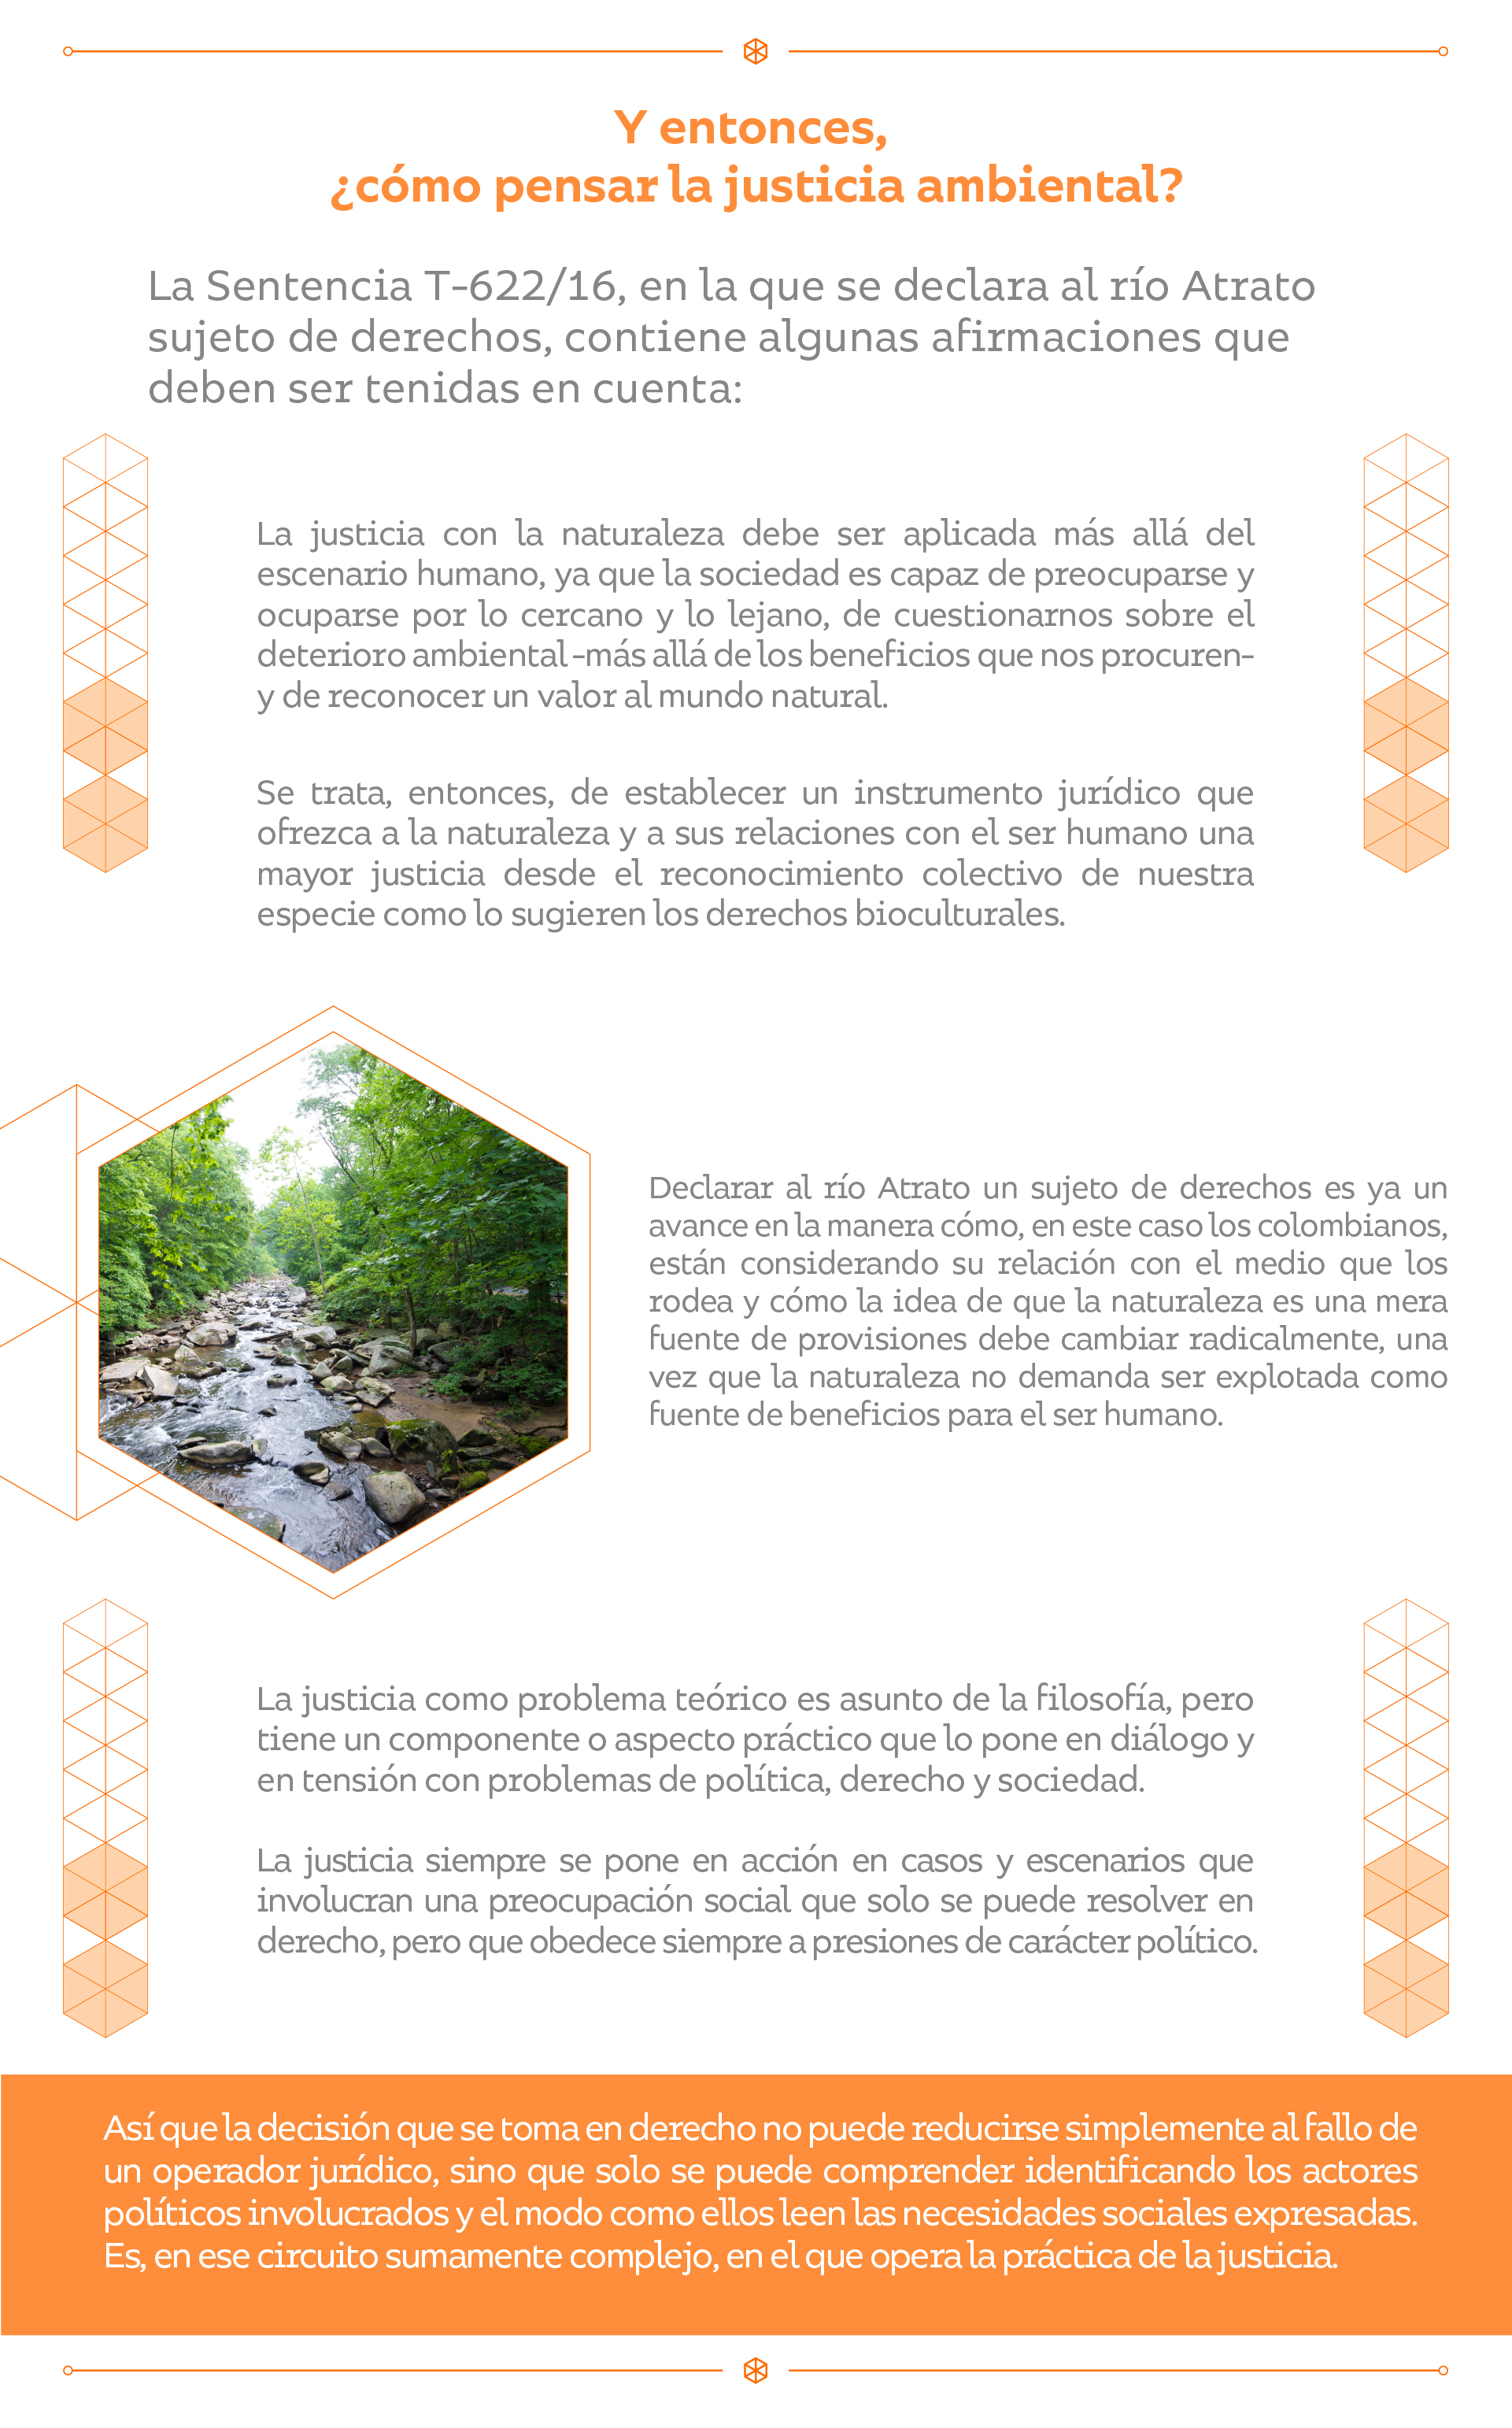 Y entonces,
¿cómo pensar la justicia ambiental?
La Sentencia T-622/16, en la que se declara al río Atrato
sujeto de derechos, contiene algunas afirmaciones que
deben ser tenidas en cuenta:
La justicia con la naturaleza debe ser aplicada más allá del
escenario humano, ya que la sociedad es capaz de preocuparse y
ocuparse por lo cercano y lo lejano, de cuestionarnos sobre el
deterioro ambiental -más allá de los beneficios que nos procuren-
y de reconocer un valor al mundo natural.
Se trata, entonces, de establecer un instrumento jurídico que
ofrezca a la naturaleza y a sus relaciones con el ser humano una
mayor justicia desde el reconocimiento colectivo de nuestra
especie como lo sugieren los derechos bioculturales.
Declarar al río Atrato un sujeto de derechos es ya un
avance en la manera cómo, en este caso los colombianos,
están considerando su relación con el medio que los
rodea y cómo la idea de que la naturaleza es una mera
fuente de provisiones debe cambiar radicalmente, una
vez que la naturaleza no demanda ser explotada como
fuente de beneficios para el ser humano.
La justicia como problema teórico es asunto de la filosofía, pero
tiene un componente o aspecto práctico que lo pone en diálogo y
en tensión con problemas de política, derecho y sociedad.
La justicia siempre se pone en acción en casos y escenarios que
involucran una preocupación social que solo se puede resolver en
derecho, pero que obedece siempre a presiones de carácter político.
Así que la decisión que se toma en derecho no puede reducirse simplemente al fallo de
un operador jurídico, sino que solo se puede comprender identificando los actores
políticos involucrados y el modo como ellos leen las necesidades sociales expresadas.
Es, en ese circuito sumamente complejo, en el que opera la práctica de la justicia.